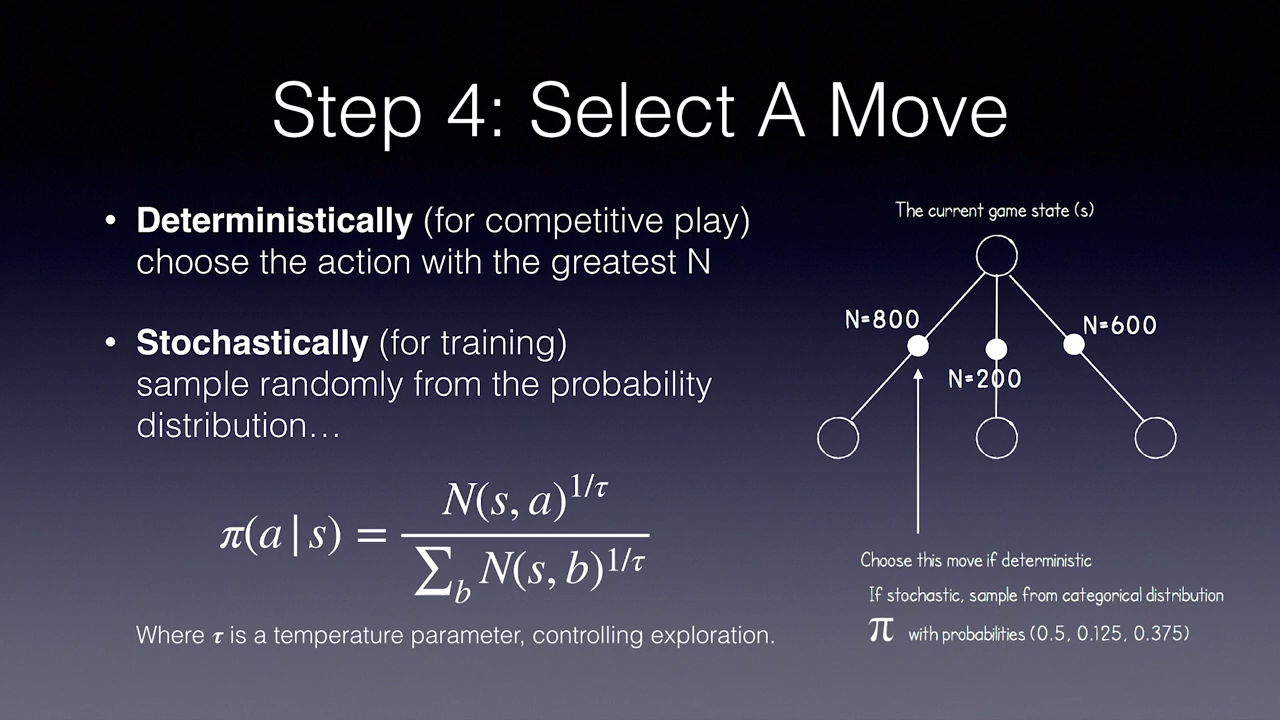 Step 4: Select A Move
• Deterministically (for competitive play)
choose the action with the greatest N
• Stochastically (for training)
sample randomly from the probability
distribution…
π(a|s) = N(s, a)^{1/τ} / ∑_b N(s, b)^{1/τ}
Where τ is a temperature parameter, controlling exploration.
The current game state (s)
N=800
N=600
N=200
Choose this move if deterministic
If stochastic, sample from categorical distribution
π with probabilities (0.5, 0.125, 0.375)